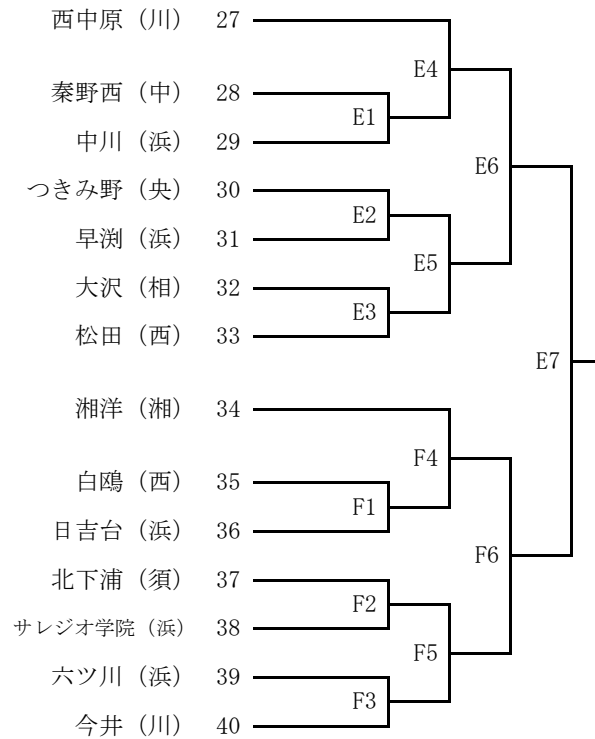 西中原（川） 27
E4
秦野西（中） 28
E1
中川（浜） 29
E6
つきみ野（央） 30
E2
早渕（浜） 31
E5
大沢（相） 32
E3
松田（西） 33
E7
湘洋（湘） 34
F4
白鴎（西） 35
F1
日吉台（浜） 36
F6
北下浦（須） 37
F2
サレジオ学院（浜） 38
F5
六ツ川（浜） 39
F3
今井（川） 40